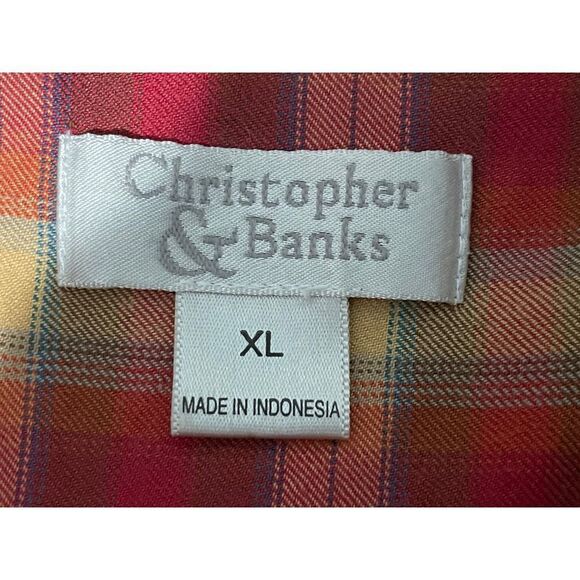 Christopher
& Banks
XL
MADE IN INDONESIA